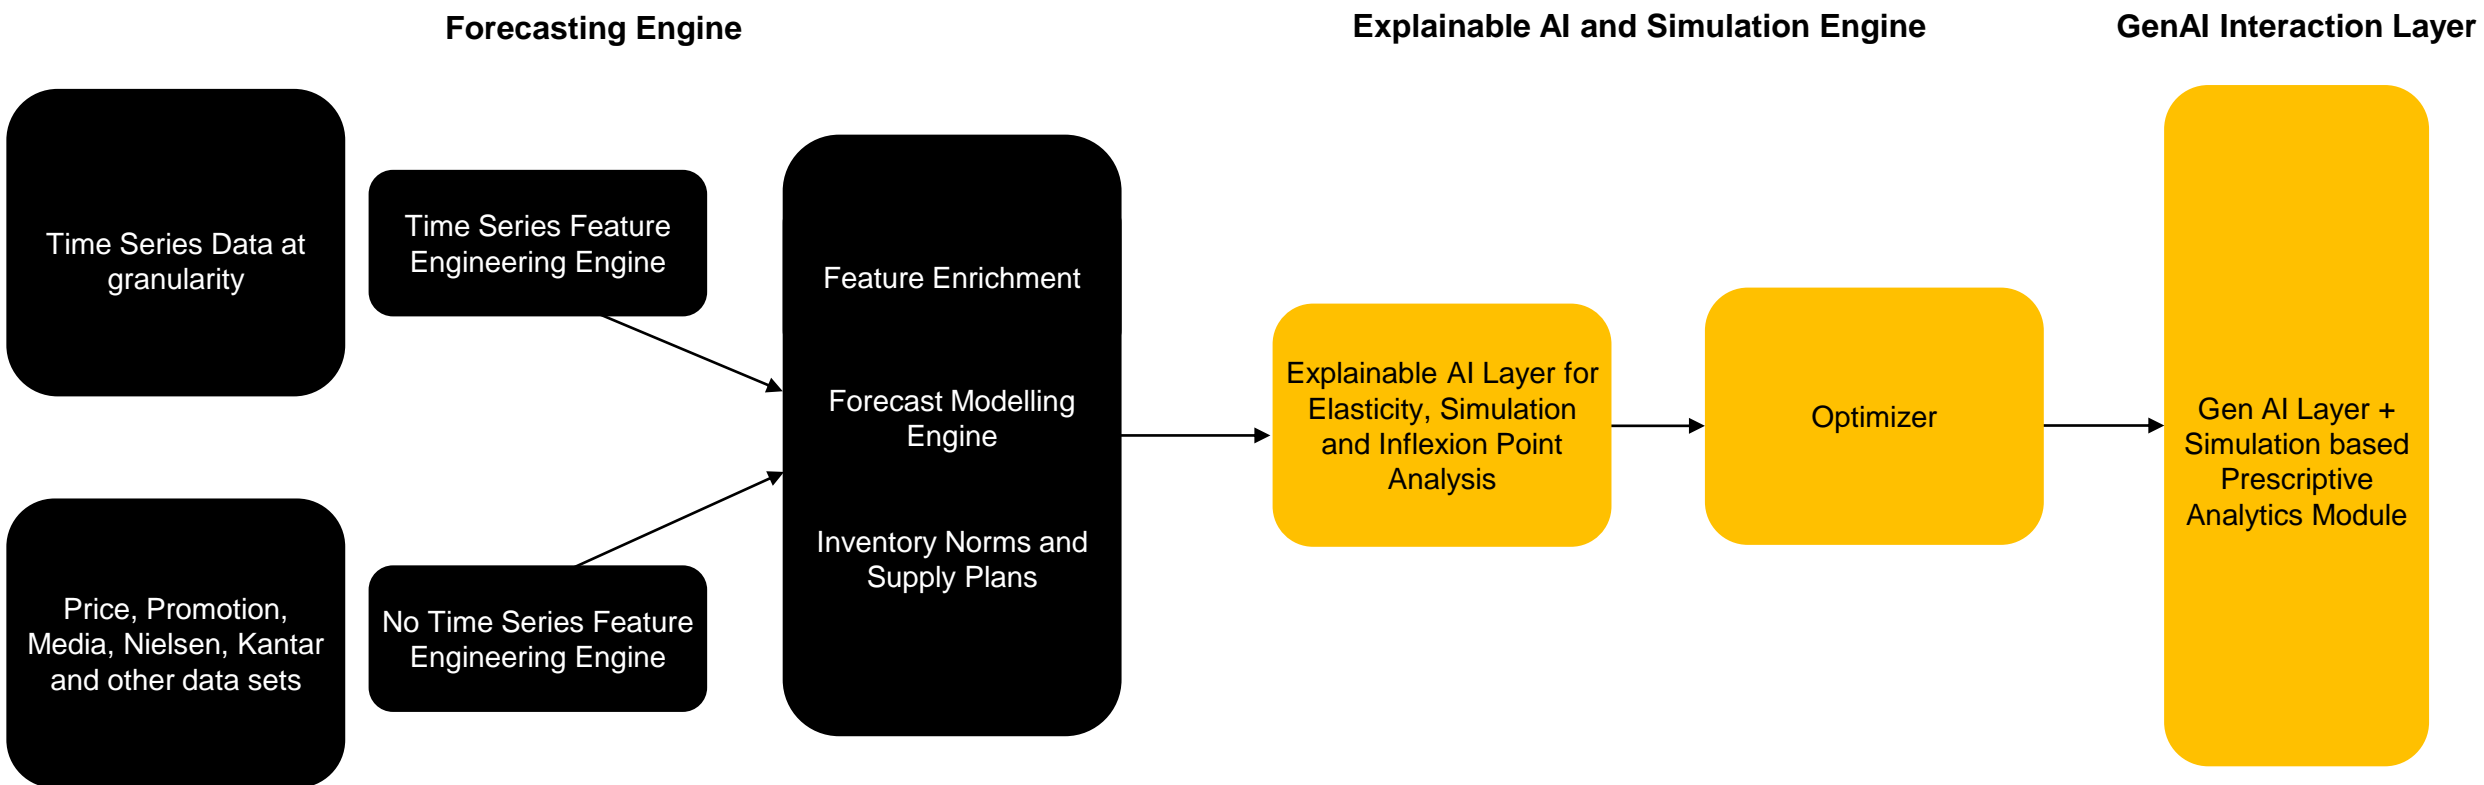 Forecasting Engine
Explainable AI and Simulation Engine
GenAI Interaction Layer
Time Series Data at
granularity
Price, Promotion,
Media, Nielsen, Kantar
and other data sets
Time Series Feature
Engineering Engine
No Time Series Feature
Engineering Engine
Feature Enrichment
Forecast Modelling
Engine
Inventory Norms and
Supply Plans
Explainable AI Layer for
Elasticity, Simulation
and Inflexion Point
Analysis
Optimizer
Gen AI Layer +
Simulation based
Prescriptive
Analytics Module